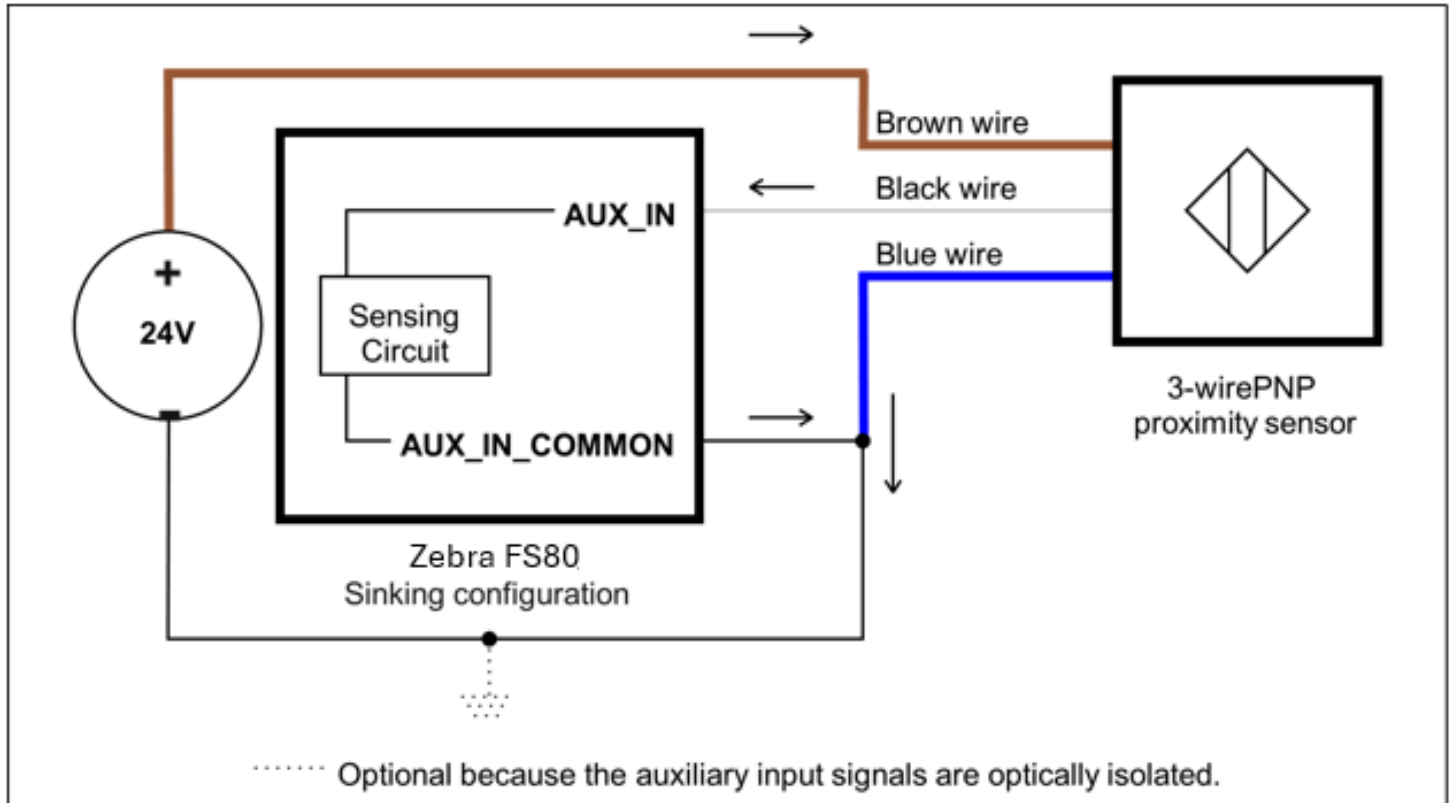 Brown wire
Black wire
AUX_IN
Blue wire
+
24V
-
Sensing
Circuit
AUX_IN_COMMON
3-wirePNP
proximity sensor
Zebra FS80
Sinking configuration
Optional because the auxiliary input signals are optically isolated.